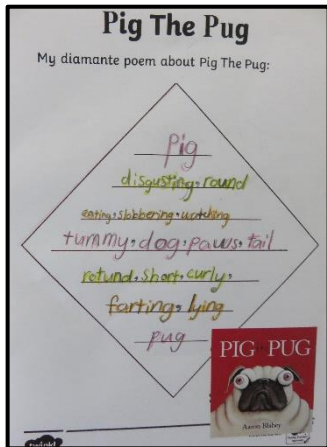 Pig The Pug
My diamante poem about Pig The Pug:
Pig
disgusting, round
eating, slobbering, watching
tummy, dog, paws, tail
rotund, short, curly,
farting, lying
pug
PIG THE PUG
Aaron Blabey
twinkl